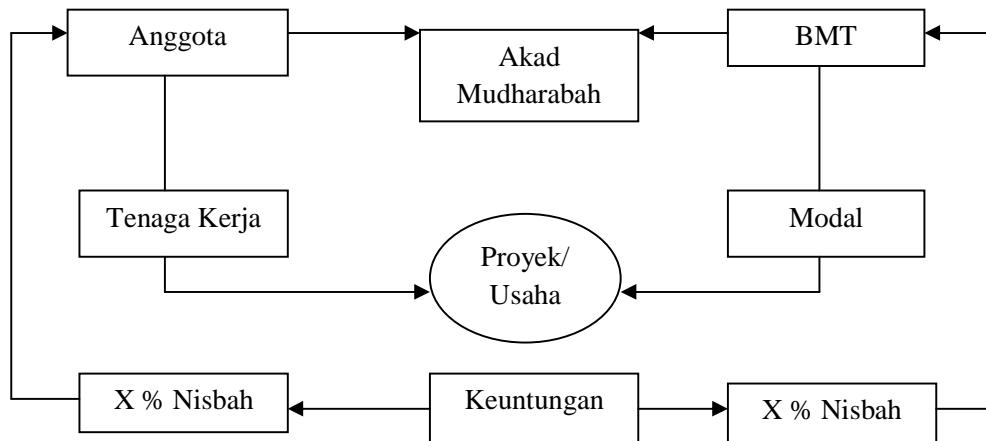 Anggota
BMT
Akad
Mudharabah
Tenaga Kerja
Modal
Proyek/
Usaha
X % Nisbah
Keuntungan
X % Nisbah